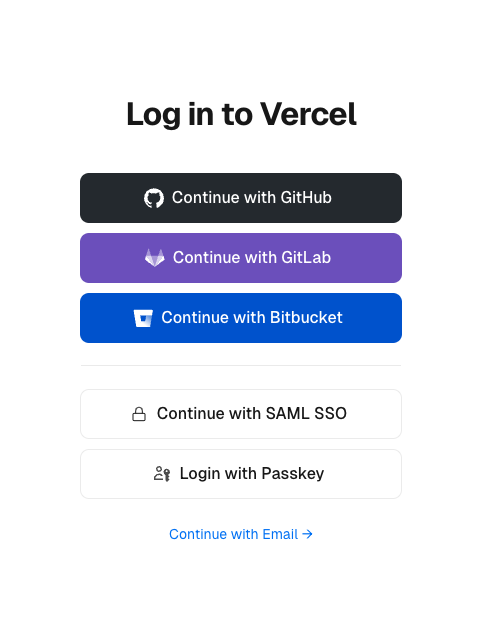 Log in to Vercel
Continue with GitHub
Continue with GitLab
Continue with Bitbucket
Continue with SAML SSO
Login with Passkey
Continue with Email →